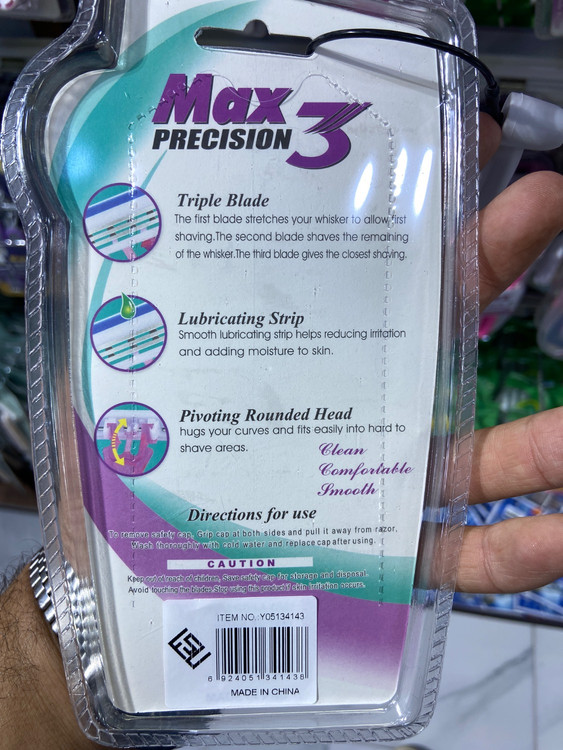 Max 3
PRECISION
Triple Blade
The first blade stretches your whisker to allow first
shaving.The second blade shaves the remaining
of the whisker.The third blade gives the closest shaving.
Lubricating Strip
Smooth lubricating strip helps reducing irritation
and adding moisture to skin.
Pivoting Rounded Head
hugs your curves and fits easily into hard to
shave areas.
Clean
Comfortable
Smooth
Directions for use
To remove safety cap, Grip cap at both sides and pull it away from razor.
Wash thoroughly with cold water and replace cap after using.
CAUTION
Keep out of reach of children, Save safety cap for storage and disposal.
Avoid touching the blades.Stop using this product if skin irritation occurs.
ITEM NO.:Y05134143
6 924051 341436
MADE IN CHINA